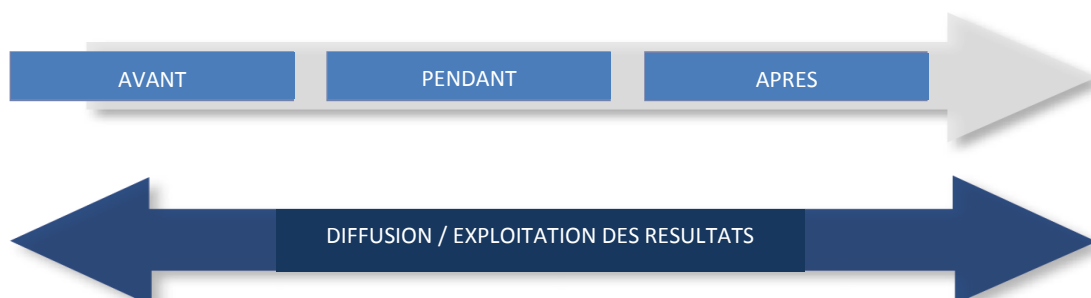 AVANT
PENDANT
APRES
DIFFUSION / EXPLOITATION DES RESULTATS